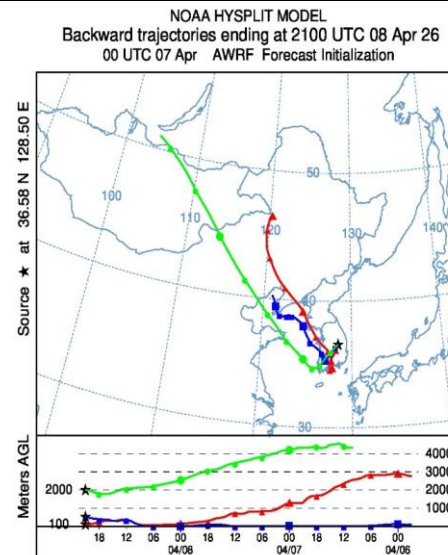 NOAA HYSPLIT MODEL
Backward trajectories ending at 2100 UTC 08 Apr 26
00 UTC 07 Apr AWRF Forecast Initialization
Source ★ at 36.58 N 128.50 E
100
110
120
130
140
50
40
30
Meters AGL
2000
100
4000
3000
2000
1000
18 12 06 00 18 12 06 00 18 12 06 00
04/08 04/07 04/06